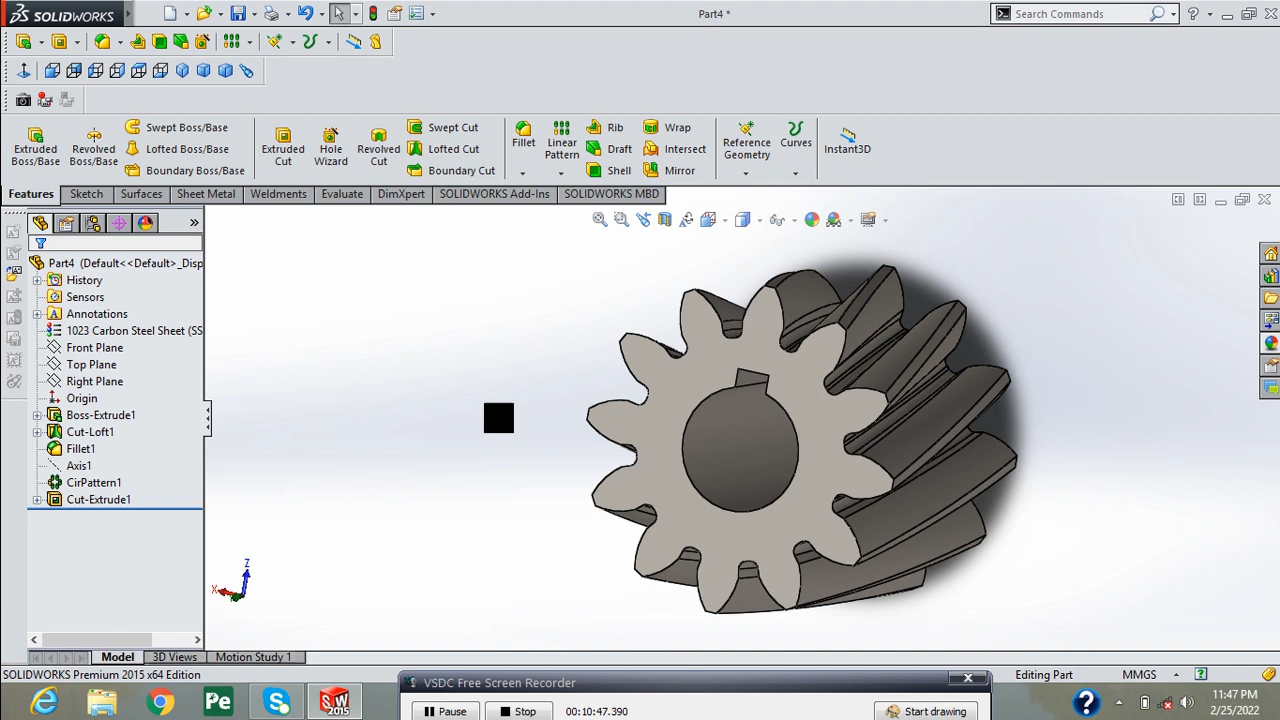 SOLIDWORKS
Part4 *
Search Commands
Extruded Boss/Base
Revolved Boss/Base
Swept Boss/Base
Lofted Boss/Base
Boundary Boss/Base
Extruded Cut
Hole Wizard
Revolved Cut
Swept Cut
Lofted Cut
Boundary Cut
Fillet
Linear Pattern
Rib
Draft
Shell
Wrap
Intersect
Mirror
Reference Geometry
Curves
Instant3D
Features Sketch Surfaces Sheet Metal Weldments Evaluate DimXpert SOLIDWORKS Add-Ins SOLIDWORKS MBD
Part4 (Default<<Default>_Disp
History
Sensors
Annotations
1023 Carbon Steel Sheet (SS
Front Plane
Top Plane
Right Plane
Origin
Boss-Extrude1
Cut-Loft1
Fillet1
Axis1
CirPattern1
Cut-Extrude1
Z
X
Model 3D Views Motion Study 1
SOLIDWORKS Premium 2015 x64 Edition
Editing Part MMGS
VSDC Free Screen Recorder
Pause Stop 00:10:47.390 Start drawing
Pe
SW 2015
11:47 PM
2/25/2022